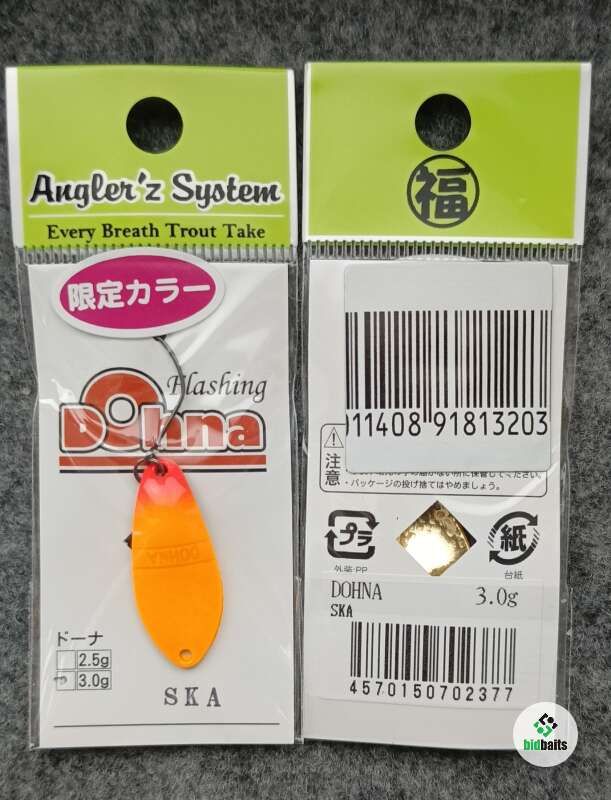 Angler'z System
Every Breath Trout Take
限定カラー
Flashing
Dohna
DOHNA
ドーナ
2.5g
3.0g
SKA
福
11408 91813203
注意
・パッケージの投げ捨てはやめましょう。
プラ
外装:PP
紙
台紙
DOHNA 3.0g
SKA
4570150702377
bidbaits